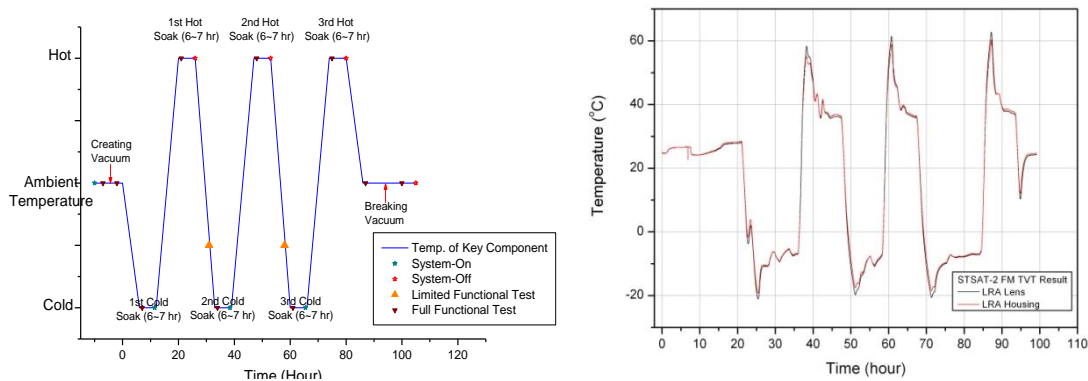 1st Hot 2nd Hot 3rd Hot
Soak (6~7 hr) Soak (6~7 hr) Soak (6~7 hr)
Hot
Creating
Vacuum
Ambient
Temperature
Breaking
Vacuum
Cold
1st Cold 2nd Cold 3rd Cold
Soak (6~7 hr) Soak (6~7 hr) Soak (6~7 hr)
Temp. of Key Component
System-On
System-Off
Limited Functional Test
Full Functional Test
0 20 40 60 80 100 120
Time (Hour)
Temperature (°C)
60
40
20
0
-20
STSAT-2 FM TVT Result
LRA Lens
LRA Housing
0 10 20 30 40 50 60 70 80 90 100 110
Time (hour)